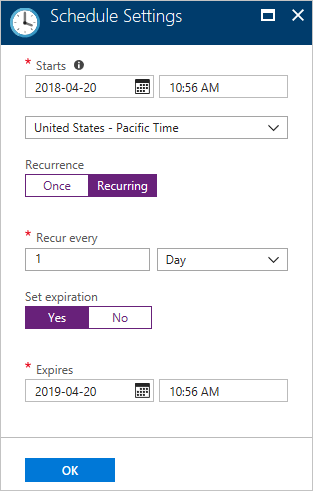 Schedule Settings
* Starts
2018-04-20 10:56 AM
United States - Pacific Time
Recurrence
Once Recurring
* Recur every
1 Day
Set expiration
Yes No
* Expires
2019-04-20 10:56 AM
OK